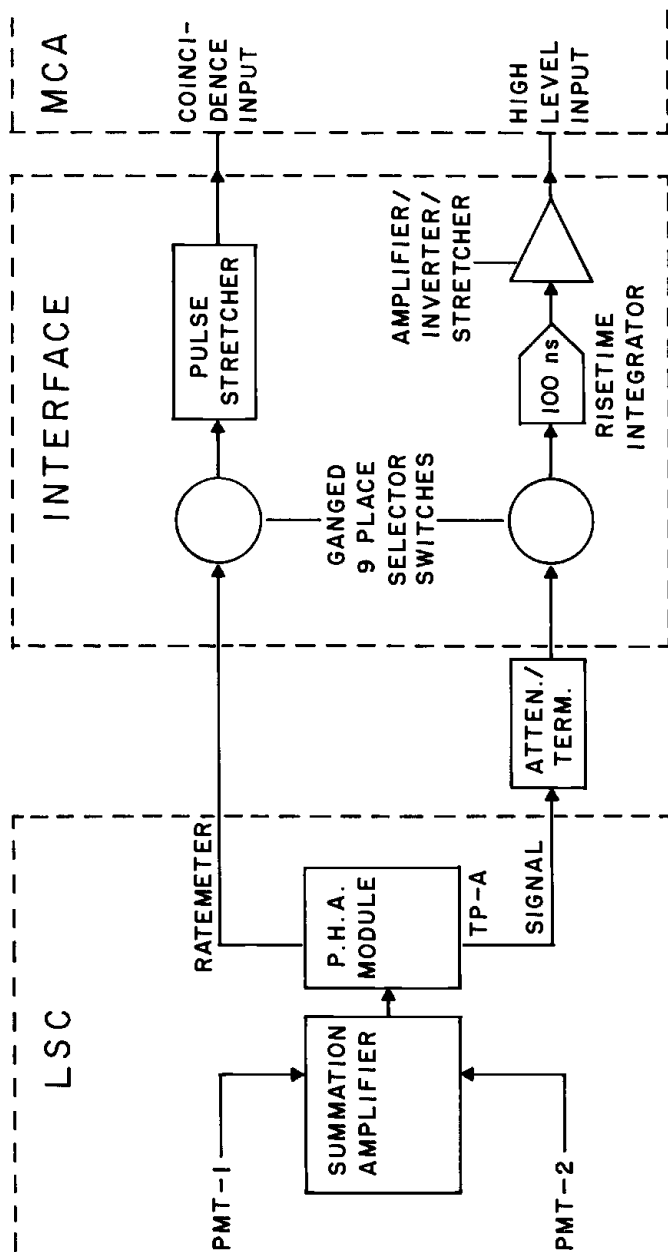 LSC
PMT-1
SUMMATION
AMPLIFIER
PMT-2
RATEMETER
P.H.A.
MODULE
TP-A
SIGNAL
ATTEN./
TERM.
INTERFACE
GANGED
9 PLACE
SELECTOR
SWITCHES
PULSE
STRETCHER
100 ns
RISETIME
INTEGRATOR
AMPLIFIER/
INVERTER/
STRETCHER
MCA
COINCI-
DENCE
INPUT
HIGH
LEVEL
INPUT